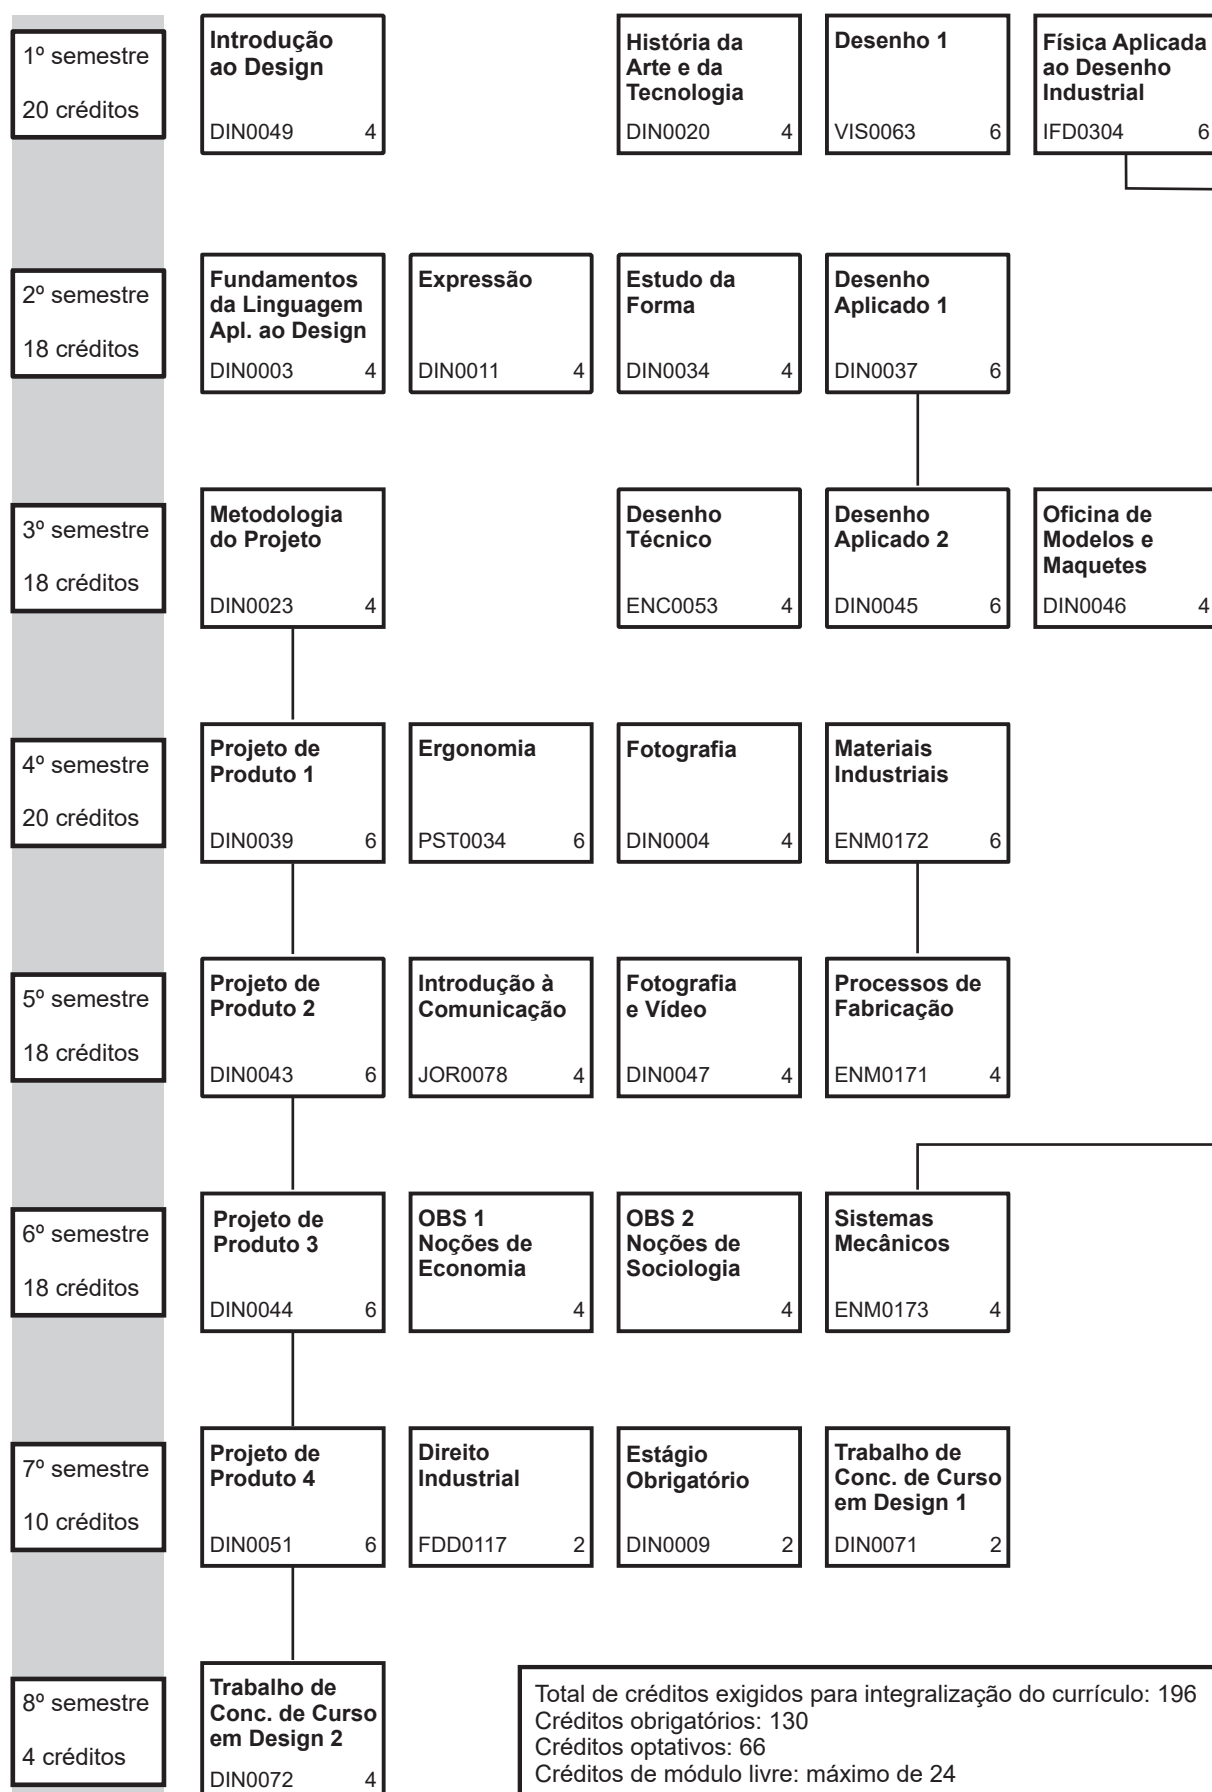 1º semestre
20 créditos
Introdução
ao Design
DIN0049 4
História da
Arte e da
Tecnologia
DIN0020 4
Desenho 1
VIS0063 6
Física Aplicada
ao Desenho
Industrial
IFD0304 6
2º semestre
18 créditos
Fundamentos
da Linguagem
Apl. ao Design
DIN0003 4
Expressão
DIN0011 4
Estudo da
Forma
DIN0034 4
Desenho
Aplicado 1
DIN0037 6
3º semestre
18 créditos
Metodologia
do Projeto
DIN0023 4
Desenho
Técnico
ENC0053 4
Desenho
Aplicado 2
DIN0045 6
Oficina de
Modelos e
Maquetes
DIN0046 4
4º semestre
20 créditos
Projeto de
Produto 1
DIN0039 6
Ergonomia
PST0034 6
Fotografia
DIN0004 4
Materiais
Industriais
ENM0172 6
5º semestre
18 créditos
Projeto de
Produto 2
DIN0043 6
Introdução à
Comunicação
JOR0078 4
Fotografia
e Vídeo
DIN0047 4
Processos de
Fabricação
ENM0171 4
6º semestre
18 créditos
Projeto de
Produto 3
DIN0044 6
OBS 1
Noções de
Economia
4
OBS 2
Noções de
Sociologia
4
Sistemas
Mecânicos
ENM0173 4
7º semestre
10 créditos
Projeto de
Produto 4
DIN0051 6
Direito
Industrial
FDD0117 2
Estágio
Obrigatório
DIN0009 2
Trabalho de
Conc. de Curso
em Design 1
DIN0071 2
8º semestre
4 créditos
Trabalho de
Conc. de Curso
em Design 2
DIN0072 4
Total de créditos exigidos para integralização do currículo: 196
Créditos obrigatórios: 130
Créditos optativos: 66
Créditos de módulo livre: máximo de 24